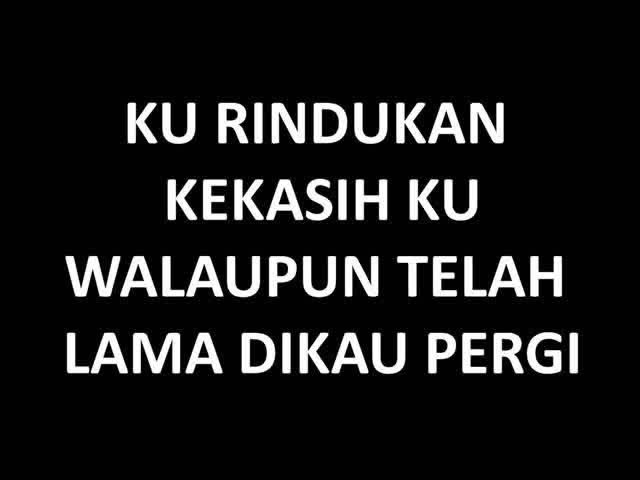 KU RINDUKAN
KEKASIH KU
WALAUPUN TELAH
LAMA DIKAU PERGI